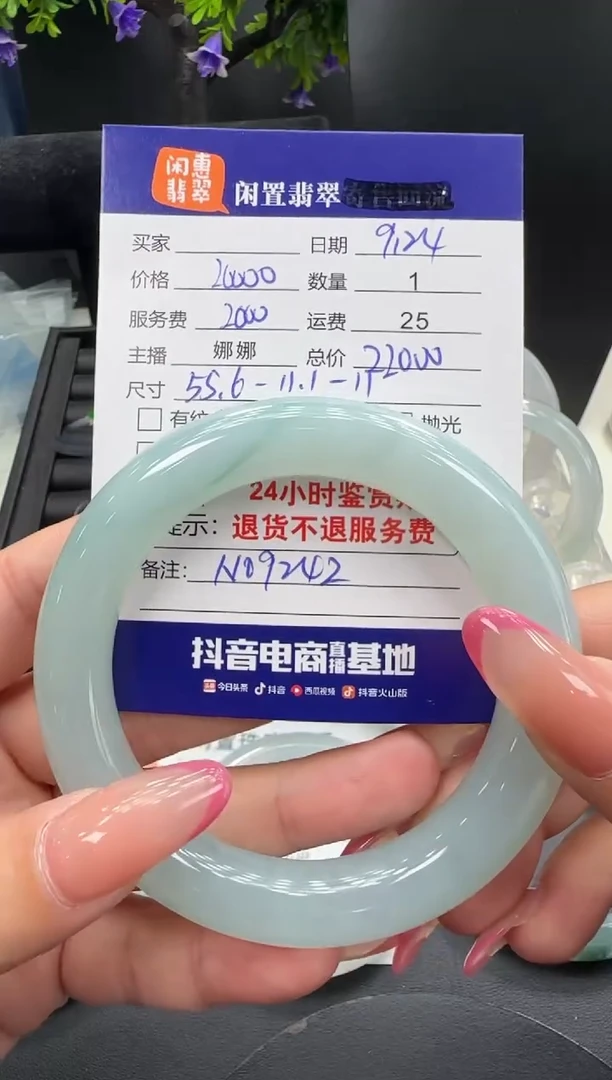 闲惠
翡翠
闲置翡翠
买家 日期 9.24
价格 20000 数量 1
服务费 2000 运费 25
主播 娜娜 总价 22000
尺寸 55.6-11.1-11
有纹 抛光
24小时鉴赏
提示：退货不退服务费
备注： N09242
抖音电商直播基地
今日头条 抖音 西瓜视频 抖音火山版